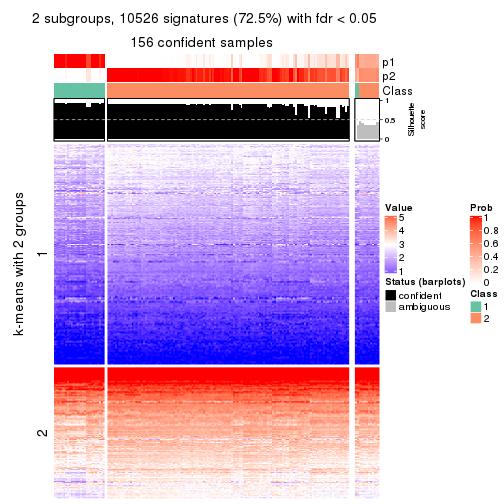 2 subgroups, 10526 signatures (72.5%) with fdr < 0.05
156 confident samples
p1
p2
Class
1
0.5
0
Silhouette
score
k-means with 2 groups
1
2
Value
5
4
3
2
1
Status (barplots)
confident
ambiguous
Prob
1
0.8
0.6
0.4
0.2
0
Class
1
2